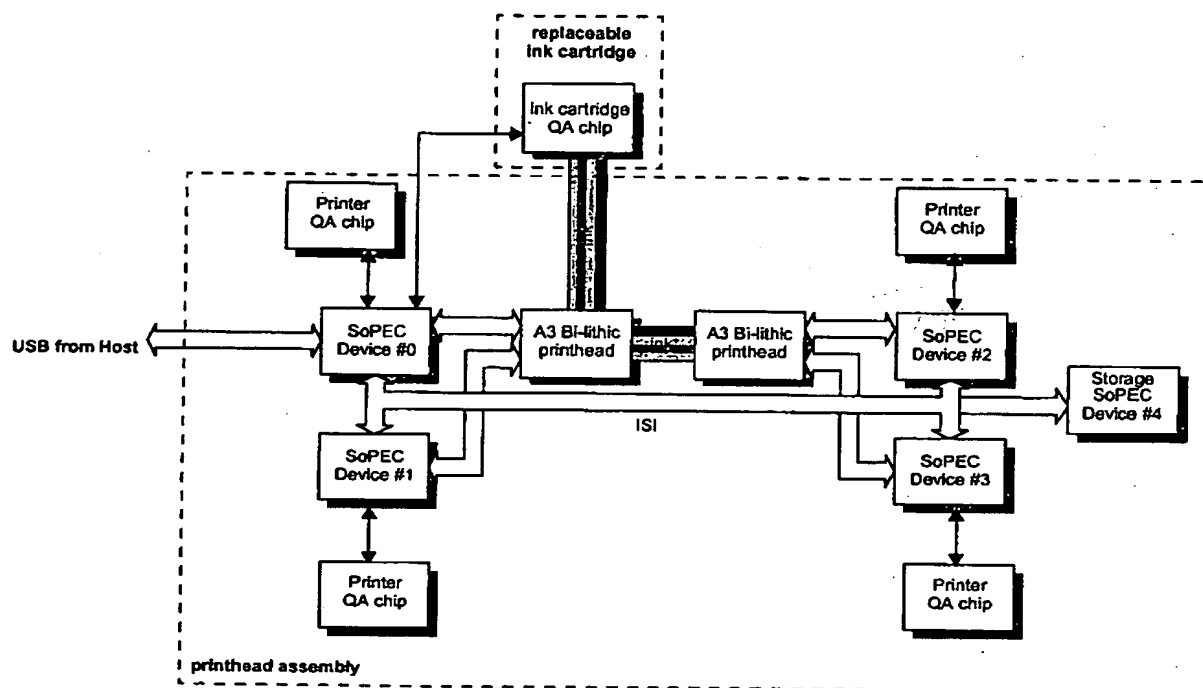 replaceable
ink cartridge
Ink cartridge
QA chip
Printer
QA chip
Printer
QA chip
ink
USB from Host
SoPEC
Device #0
A3 Bi-lithic
printhead
ink
A3 Bi-lithic
printhead
SoPEC
Device #2
Storage
SoPEC
Device #4
ISI
SoPEC
Device #1
SoPEC
Device #3
Printer
QA chip
Printer
QA chip
printhead assembly